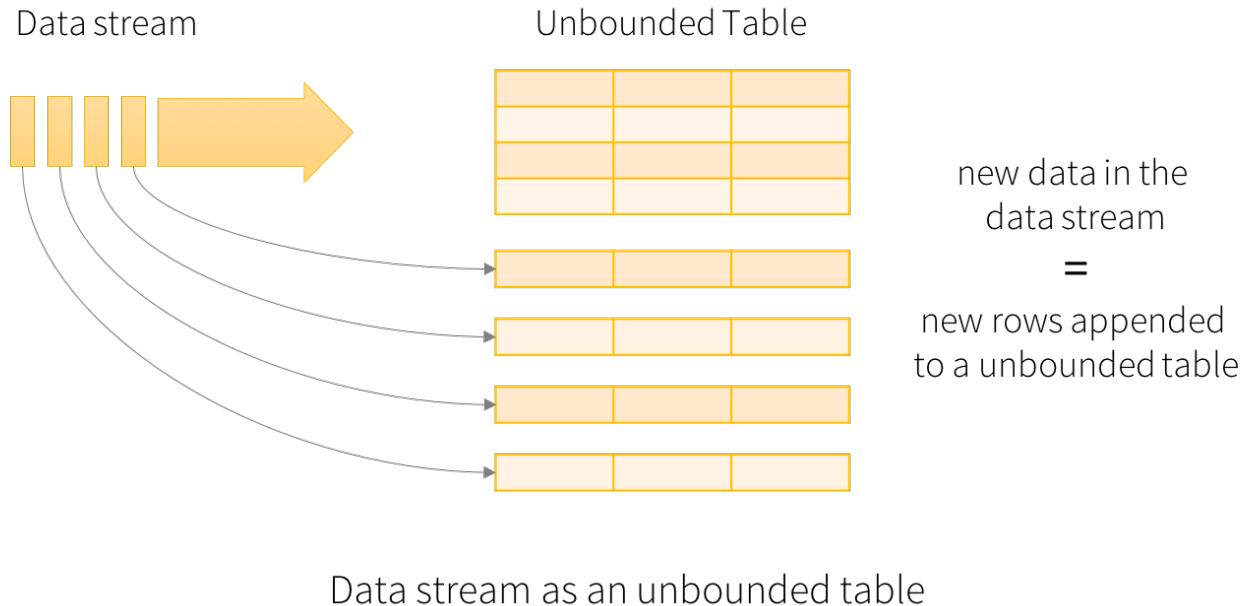 Data stream
Unbounded Table
new data in the
data stream
=
new rows appended
to a unbounded table
Data stream as an unbounded table